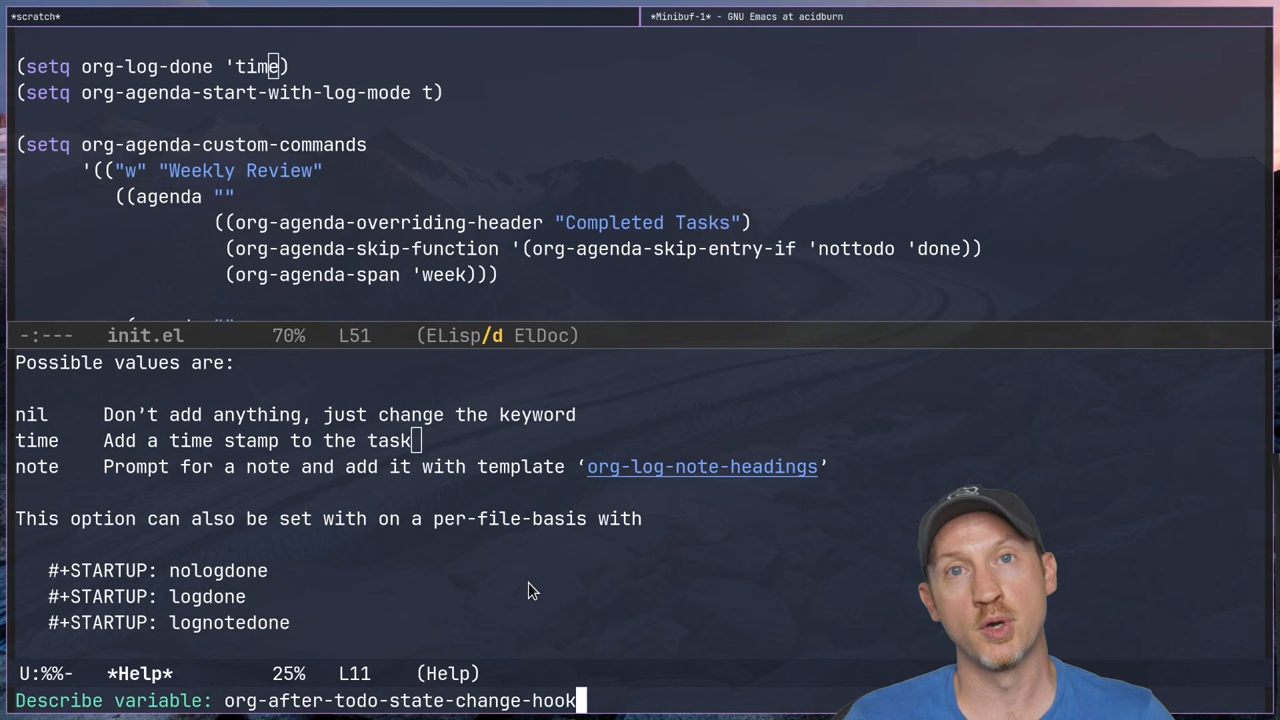 *scratch*
*Minibuf-1* - GNU Emacs at acidburn
(setq org-log-done 'time)
(setq org-agenda-start-with-log-mode t)
(setq org-agenda-custom-commands
'(("w" "Weekly Review"
((agenda ""
((org-agenda-overriding-header "Completed Tasks")
(org-agenda-skip-function '(org-agenda-skip-entry-if 'nottodo 'done))
(org-agenda-span 'week)))
-:--- init.el 70% L51 (ELisp/d ElDoc)
Possible values are:
nil Don’t add anything, just change the keyword
time Add a time stamp to the task
note Prompt for a note and add it with template ‘org-log-note-headings’
This option can also be set with on a per-file-basis with
#+STARTUP: nologdone
#+STARTUP: logdone
#+STARTUP: lognotedone
U:%%- *Help* 25% L11 (Help)
Describe variable: org-after-todo-state-change-hook